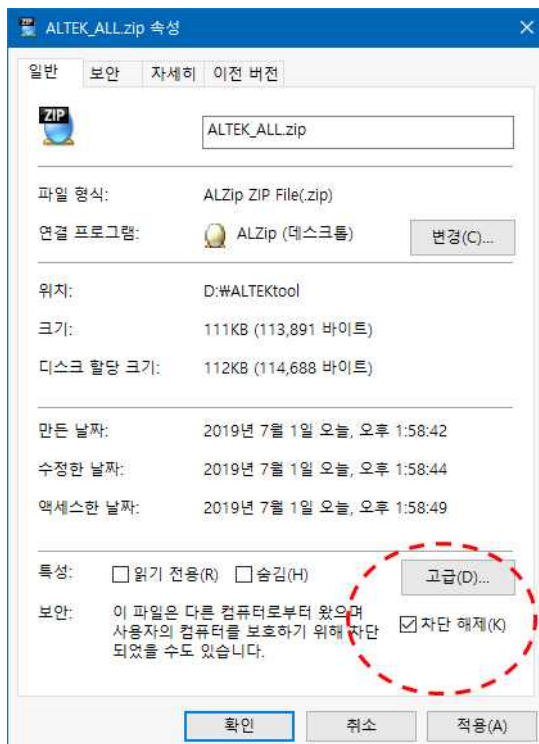 ALTEK_ALL.zip 속성
일반 보안 자세히 이전 버전
ZIP
ALTEK_ALL.zip
파일 형식: ALZip ZIP File(.zip)
연결 프로그램: ALZip (데스크톱) 변경(C)...
위치: D:₩ALTEKtool
크기: 111KB (113,891 바이트)
디스크 할당 크기: 112KB (114,688 바이트)
만든 날짜: 2019년 7월 1일 오늘, 오후 1:58:42
수정한 날짜: 2019년 7월 1일 오늘, 오후 1:58:44
액세스한 날짜: 2019년 7월 1일 오늘, 오후 1:58:49
특성: 읽기 전용(R) 숨김(H) 고급(D)...
보안: 이 파일은 다른 컴퓨터로부터 왔으며
사용자의 컴퓨터를 보호하기 위해 차단 차단 해제(K)
되었을 수도 있습니다.
확인 취소 적용(A)